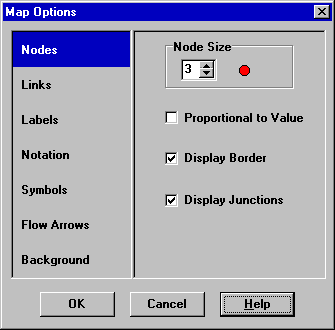 Map Options
Nodes
Links
Labels
Notation
Symbols
Flow Arrows
Background
Node Size
3
Proportional to Value
Display Border
Display Junctions
OK
Cancel
Help